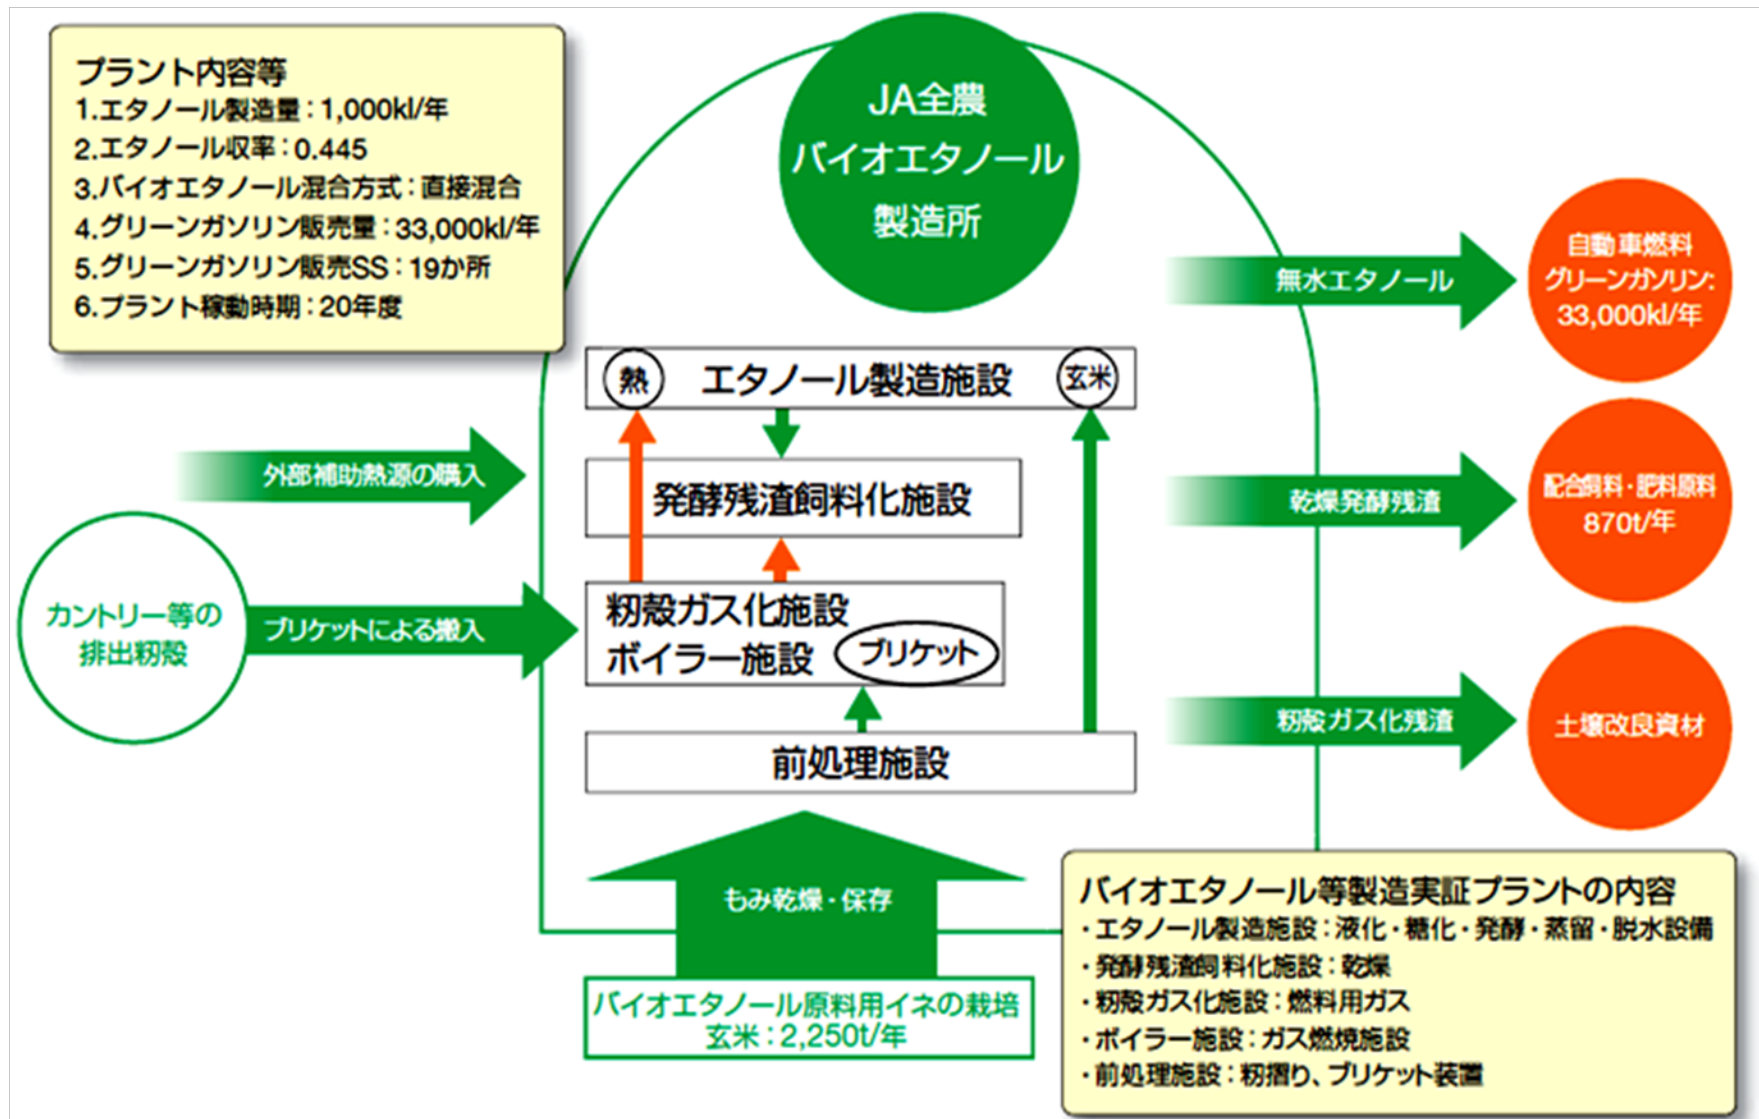 プラント内容等
1.エタノール製造量：1,000kl/年
2.エタノール収率：0.445
3.バイオエタノール混合方式：直接混合
4.グリーンガソリン販売量：33,000kl/年
5.グリーンガソリン販売SS：19か所
6.プラント稼動時期：20年度
JA全農
バイオエタノール
製造所
無水エタノール
自動車燃料
グリーンガソリン:
33,000kl/年
熱
エタノール製造施設
玄米
外部補助熱源の購入
発酵残渣飼料化施設
乾燥発酵残渣
配合飼料・肥料原料
870t/年
カントリー等の
排出籾殻
ブリケットによる搬入
籾殻ガス化施設
ボイラー施設
ブリケット
籾殻ガス化残渣
土壌改良資材
前処理施設
もみ乾燥・保存
バイオエタノール原料用イネの栽培
玄米：2,250t/年
バイオエタノール等製造実証プラントの内容
・エタノール製造施設：液化・糖化・発酵・蒸留・脱水設備
・発酵残渣飼料化施設：乾燥
・籾殻ガス化施設：燃料用ガス
・ボイラー施設：ガス燃焼施設
・前処理施設：籾摺り、ブリケット装置